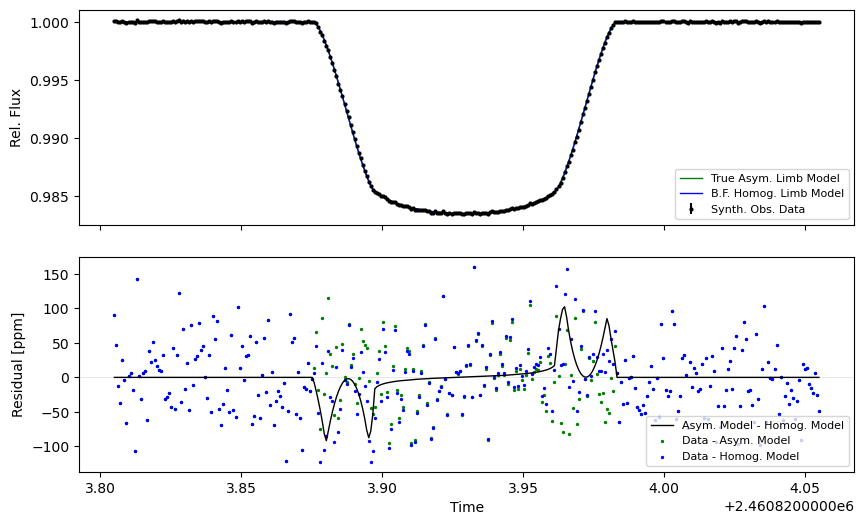 1.000
0.995
0.990
0.985
Rel. Flux
True Asym. Limb Model
B.F. Homog. Limb Model
Synth. Obs. Data
150
100
50
0
−50
−100
Residual [ppm]
Asym. Model - Homog. Model
Data - Asym. Model
Data - Homog. Model
3.80
3.85
3.90
3.95
4.00
4.05
Time
+2.4608200000e6